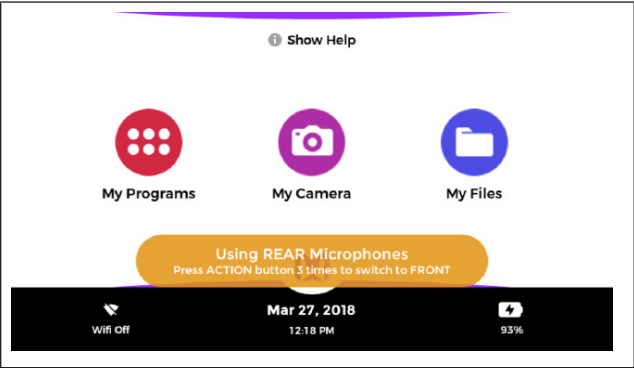 Show Help
My Programs My Camera My Files
Using REAR Microphones
Press ACTION button 3 times to switch to FRONT
Mar 27, 2018
Wifi Off 12:18 PM 93%